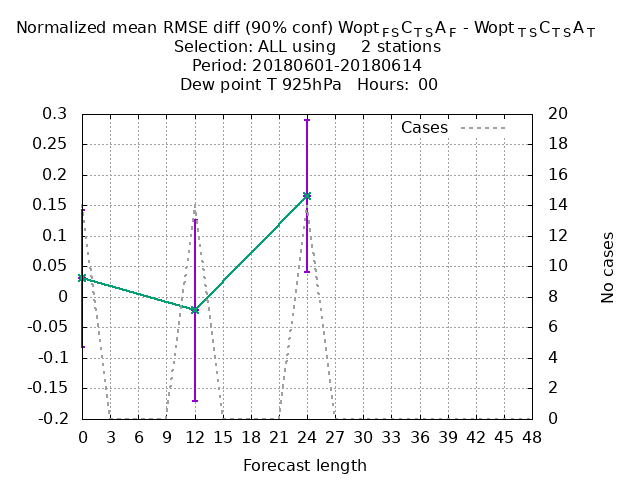 Normalized mean RMSE diff (90% conf) Wopt FS C TS A F - Wopt TS C TS A T
Selection: ALL using 2 stations
Period: 20180601-20180614
Dew point T 925hPa Hours: 00
Cases
0.3
0.25
0.2
0.15
0.1
0.05
0
-0.05
-0.1
-0.15
-0.2
20
18
16
14
12
10
8
6
4
2
0
No cases
0 3 6 9 12 15 18 21 24 27 30 33 36 39 42 45 48
Forecast length